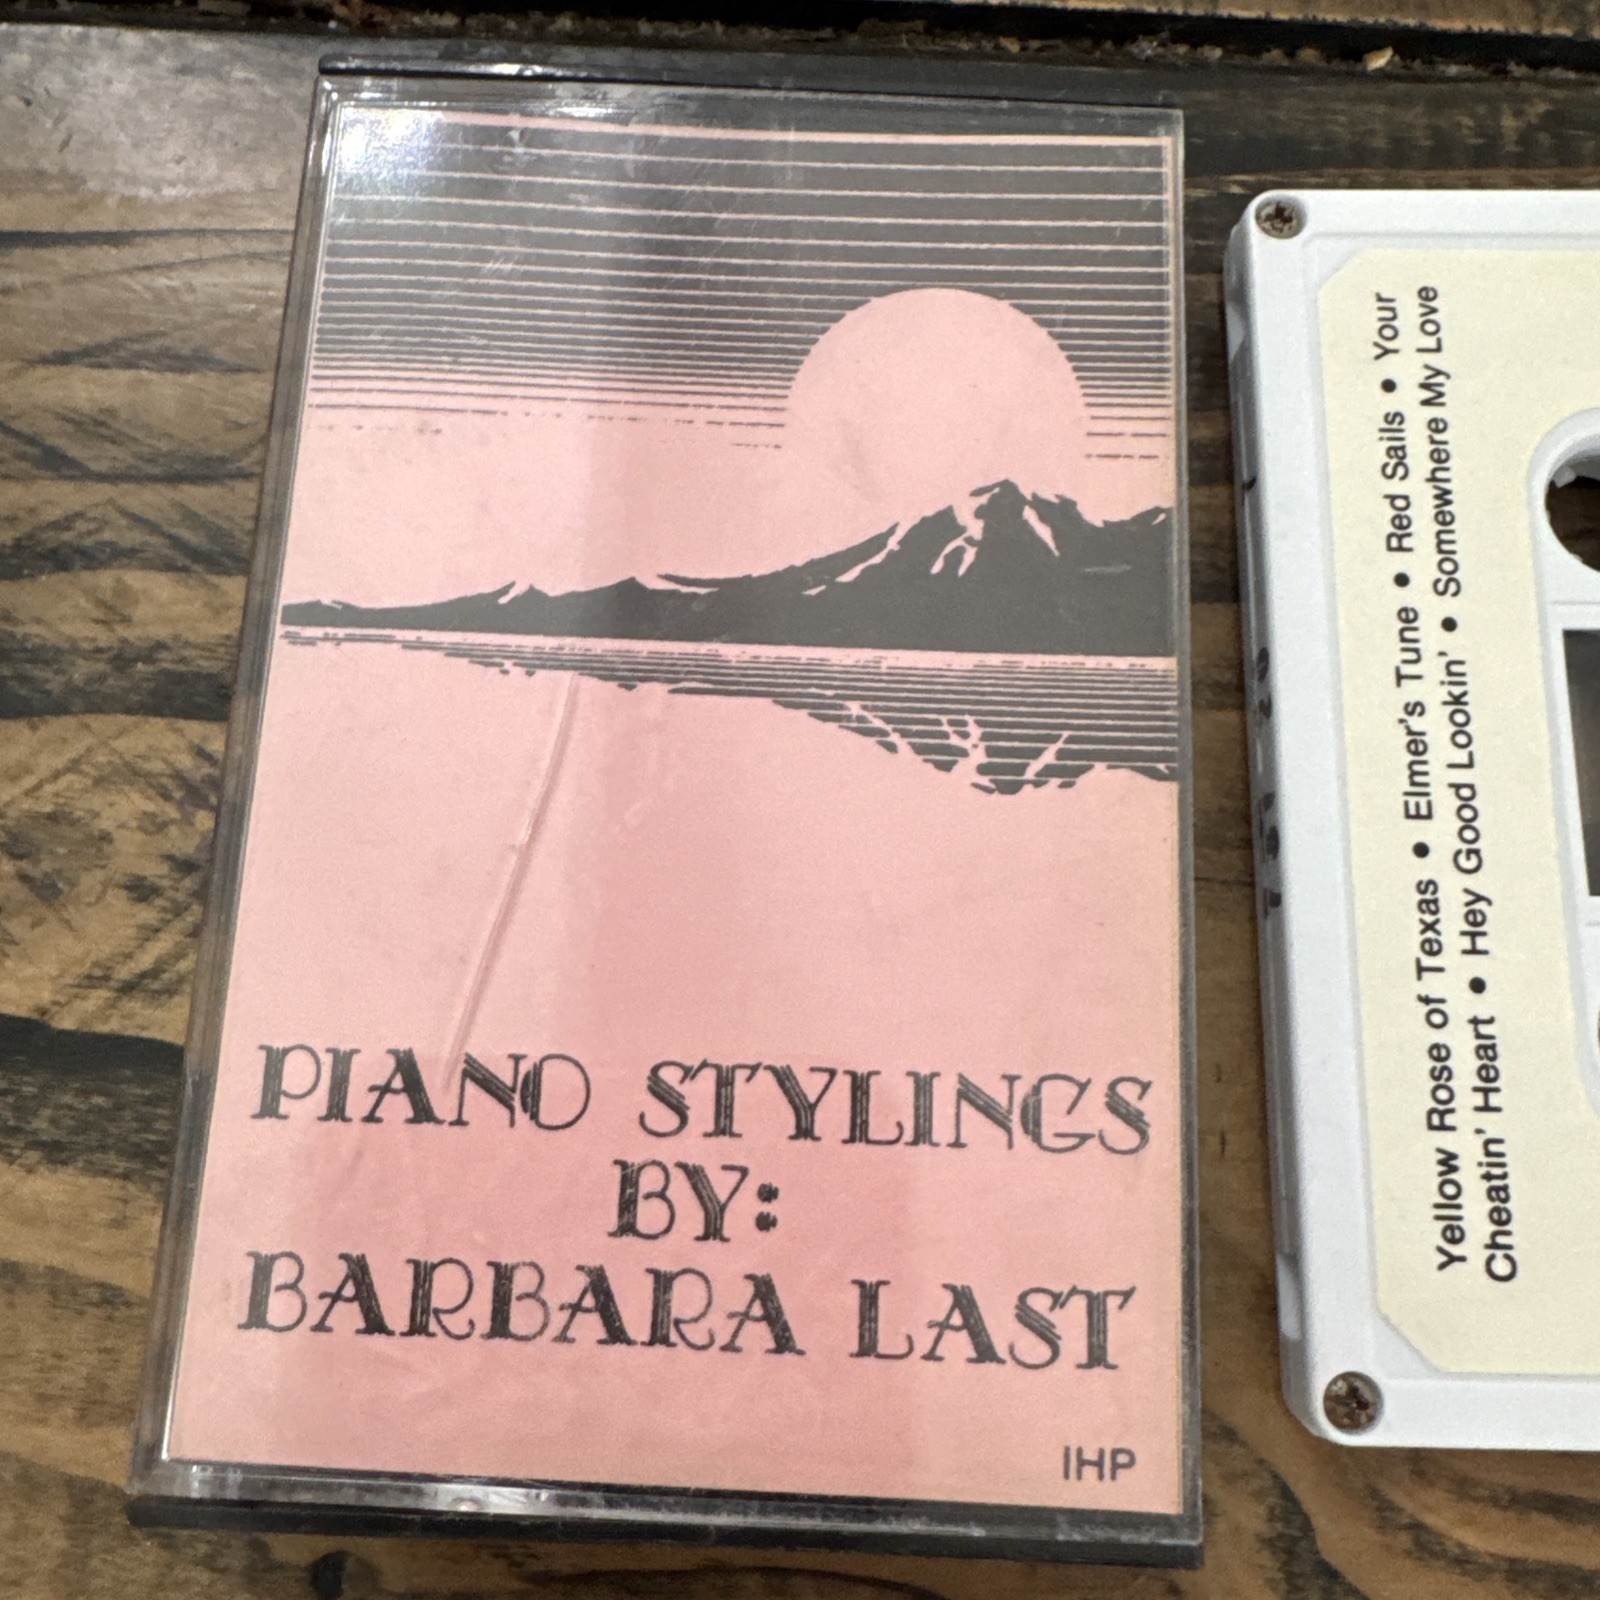 PIANO STYLINGS
BY:
BARBARA LAST
IHP
Yellow Rose of Texas • Elmer's Tune • Red Sails • Your
Cheatin' Heart • Hey Good Lookin' • Somewhere My Love